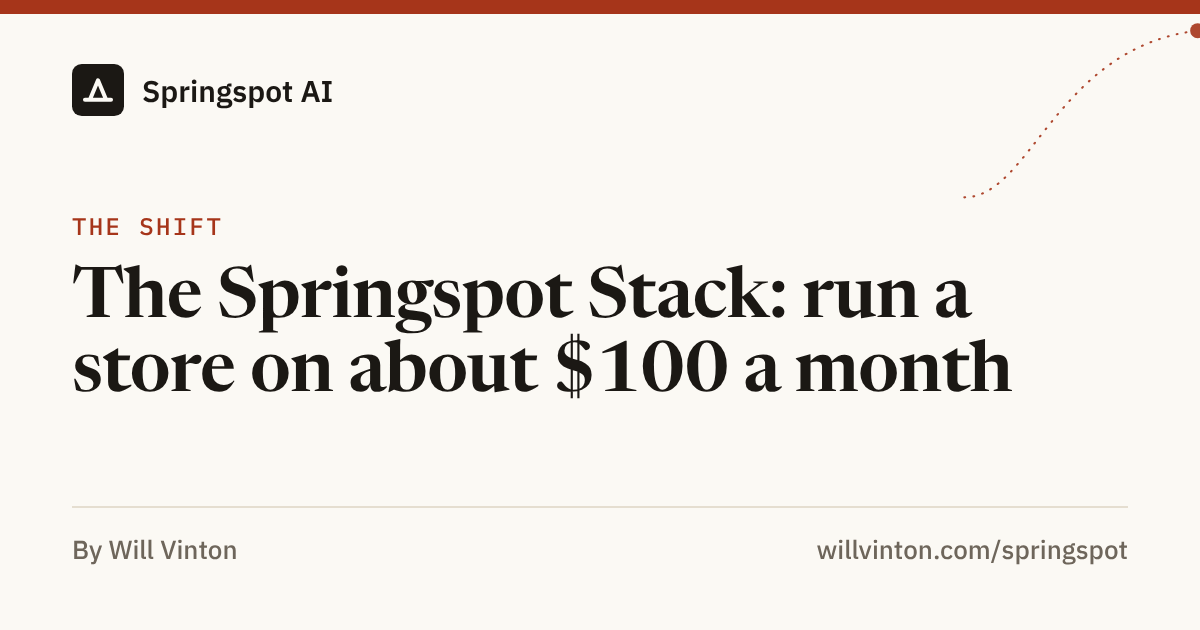 Springspot AI
THE SHIFT
The Springspot Stack: run a
store on about $100 a month
By Will Vinton
willvinton.com/springspot